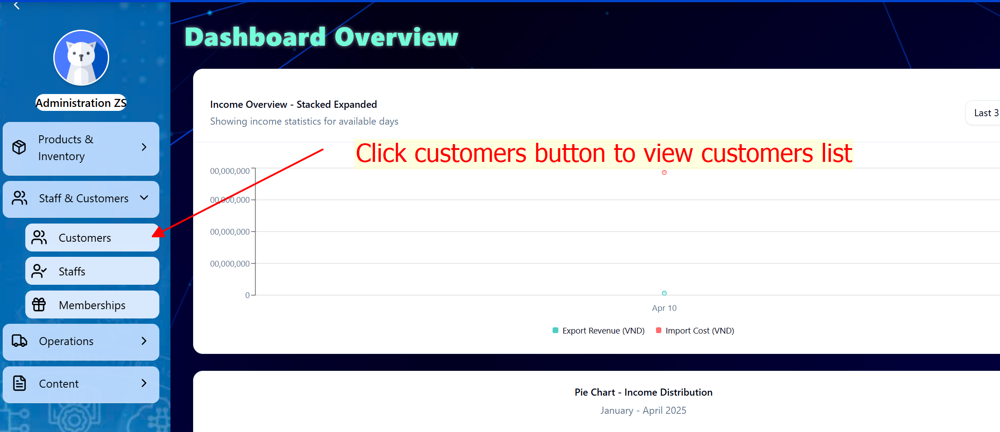 Dashboard Overview
Administration ZS
Products &
Inventory
Staff & Customers
Customers
Staffs
Memberships
Operations
Content
Income Overview - Stacked Expanded
Showing income statistics for available days
Last 3
Click customers button to view customers list
00,000,000
00,000,000
00,000,000
00,000,000
0
Apr 10
Export Revenue (VND)
Import Cost (VND)
Pie Chart - Income Distribution
January - April 2025